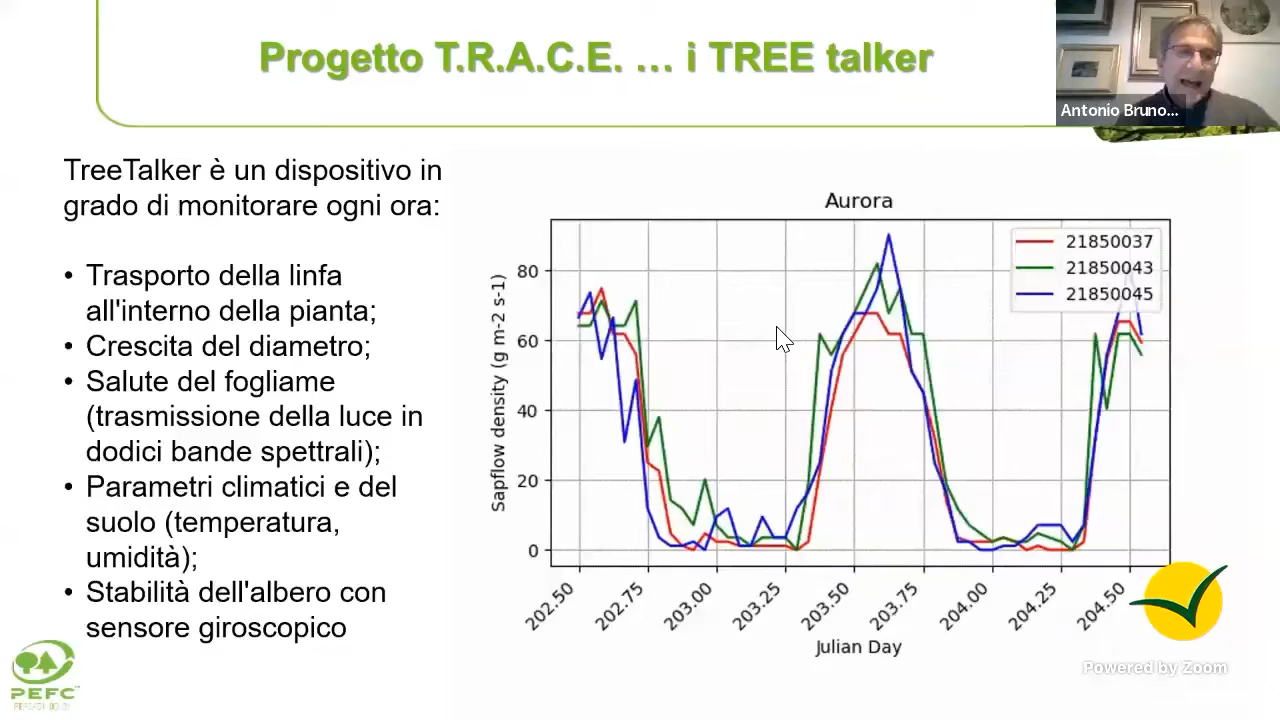 Progetto T.R.A.C.E. ... i TREE talker
Antonio Bruno...
TreeTalker è un dispositivo in
grado di monitorare ogni ora:
• Trasporto della linfa
all'interno della pianta;
• Crescita del diametro;
• Salute del fogliame
(trasmissione della luce in
dodici bande spettrali);
• Parametri climatici e del
suolo (temperatura,
umidità);
• Stabilità dell'albero con
sensore giroscopico
Aurora
21850037
21850043
21850045
Sapflow density (g m-2 s-1)
80
60
40
20
0
202.50
202.75
203.00
203.25
203.50
203.75
204.00
204.25
204.50
Julian Day
Powered by Zoom
PEFC